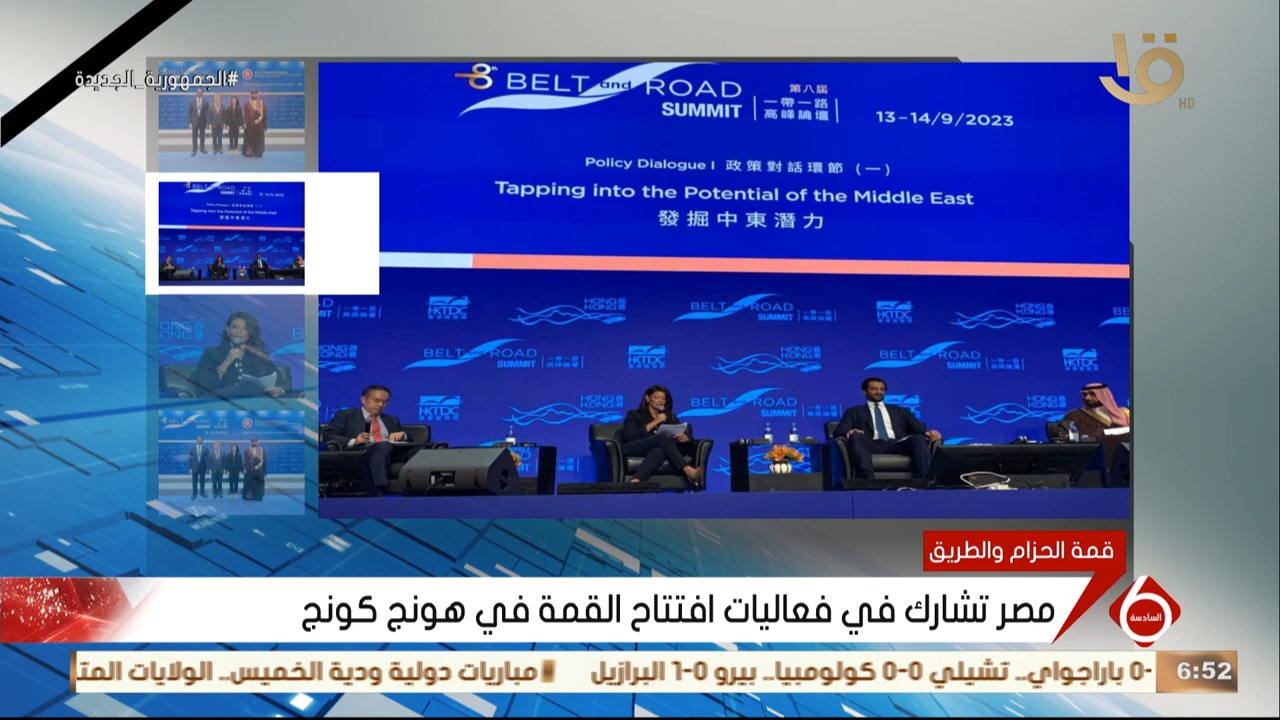 #الجمهورية_الجديدة
HD
8th BELT and ROAD SUMMIT
第八屆
一帶一路
高峰論壇
13-14/9/2023
Policy Dialogue I 政策對話環節 (一)
Tapping into the Potential of the Middle East
發掘中東潛力
HONG KONG
BELT and ROAD SUMMIT
HKTDC
قمة الحزام والطريق
مصر تشارك في فعاليات افتتاح القمة في هونج كونج
السادسة
0- باراجواي.. تشيلي 0-0 كولومبيا.. بيرو 0-1 البرازيل
مباريات دولية ودية الخميس.. الولايات
6:52